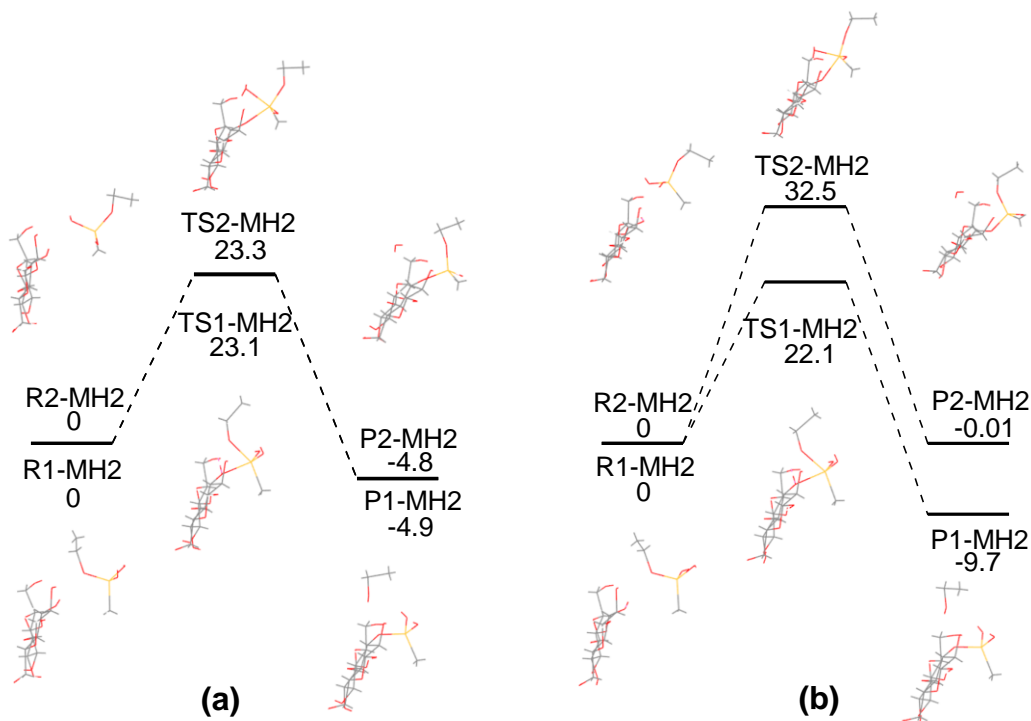 TS2-MH2
23.3
TS1-MH2
23.1
R2-MH2
0
R1-MH2
0
P2-MH2
-4.8
P1-MH2
-4.9
(a)
TS2-MH2
32.5
TS1-MH2
22.1
R2-MH2
0
R1-MH2
0
P2-MH2
-0.01
P1-MH2
-9.7
(b)